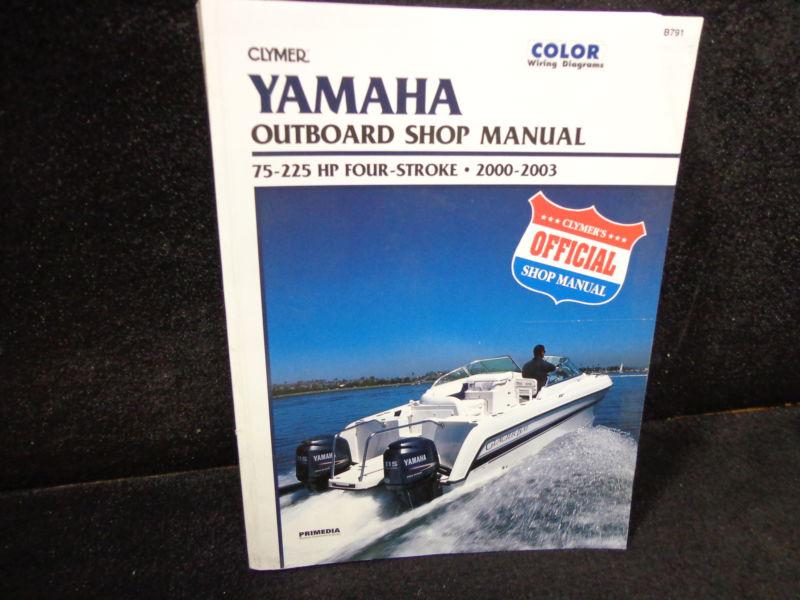 B791
CLYMER
COLOR
Wiring Diagrams
YAMAHA
OUTBOARD SHOP MANUAL
75-225 HP FOUR-STROKE • 2000-2003
★★★ CLYMER'S ★★★
OFFICIAL
SHOP MANUAL
YAMAHA
115
YAMAHA
PRIMEDIA